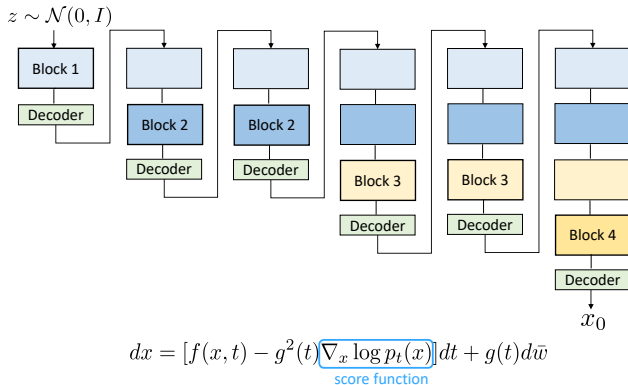 z ∼ N(0, I)
Block 1
Decoder
Block 2
Decoder
Block 2
Decoder
Block 3
Decoder
Block 3
Decoder
Block 4
Decoder
x₀
dx = [f(x, t) − g²(t)∇ₓ log pₜ(x)]dt + g(t)dw̄
score function